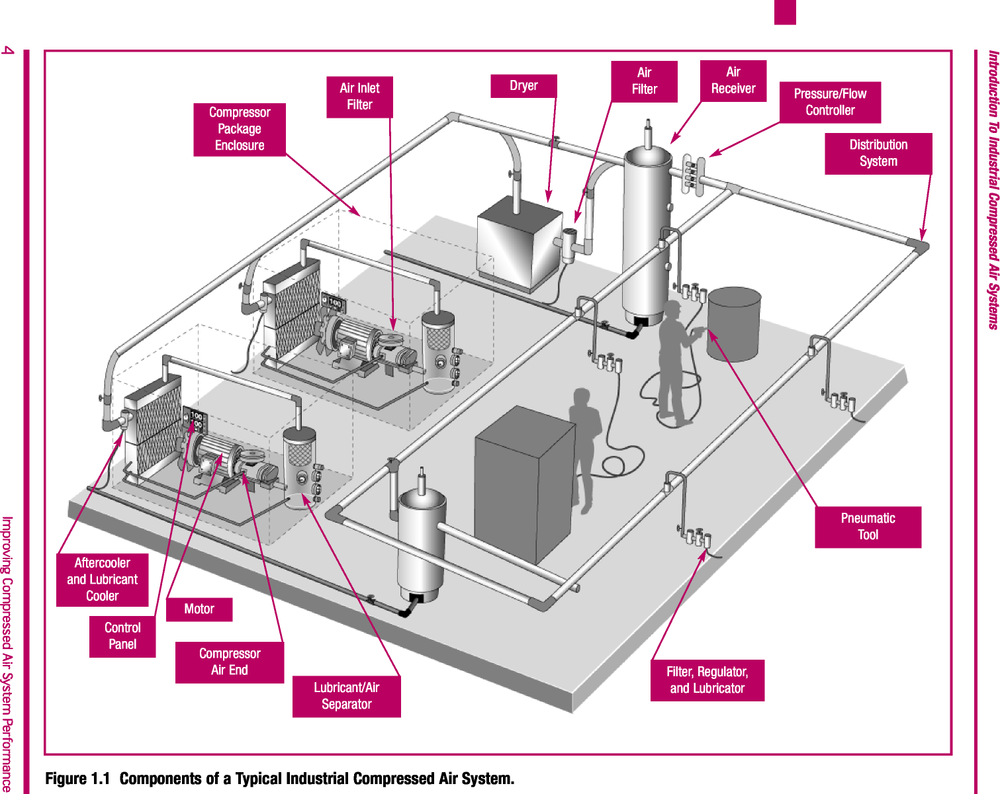 Introduction To Industrial Compressed Air Systems
Air Inlet
Filter
Dryer
Air
Filter
Air
Receiver
Pressure/Flow
Controller
Compressor
Package
Enclosure
Distribution
System
100
100
Pneumatic
Tool
Aftercooler
and Lubricant
Cooler
Motor
Control
Panel
Compressor
Air End
Lubricant/Air
Separator
Filter, Regulator,
and Lubricator
Figure 1.1 Components of a Typical Industrial Compressed Air System.
4
Improving Compressed Air System Performance